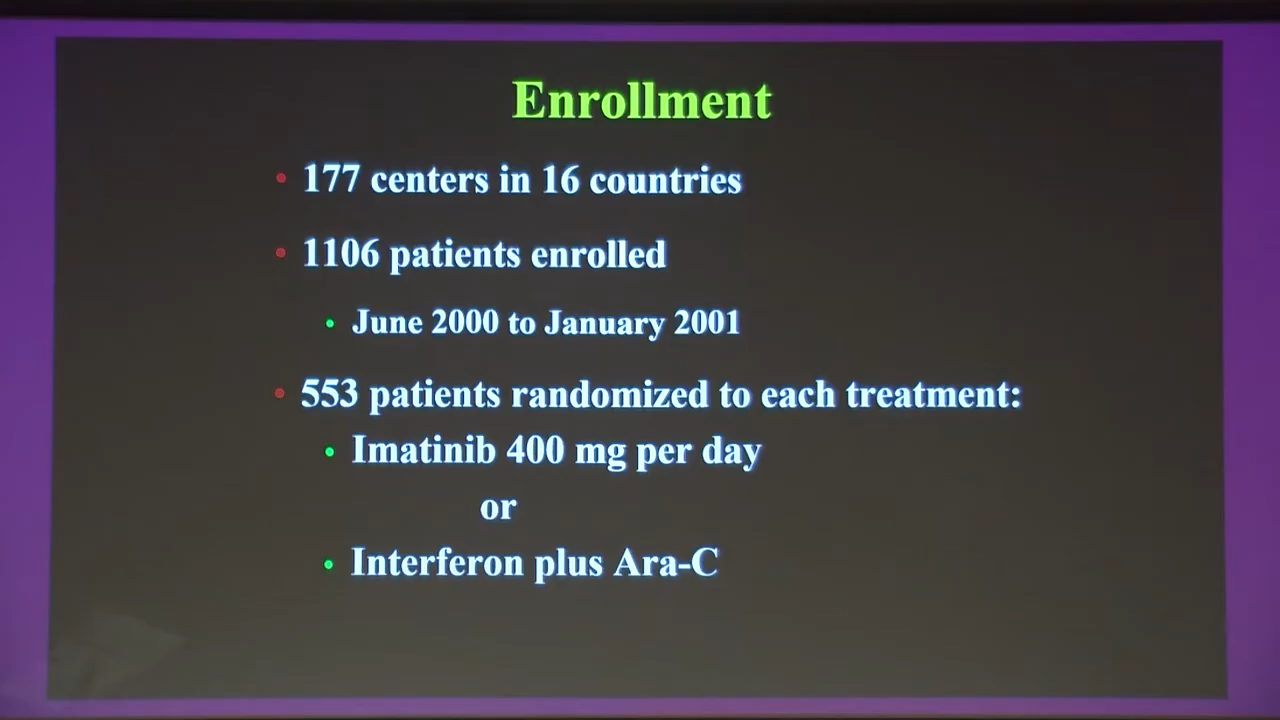 Enrollment
• 177 centers in 16 countries
• 1106 patients enrolled
• June 2000 to January 2001
• 553 patients randomized to each treatment:
• Imatinib 400 mg per day
or
• Interferon plus Ara-C